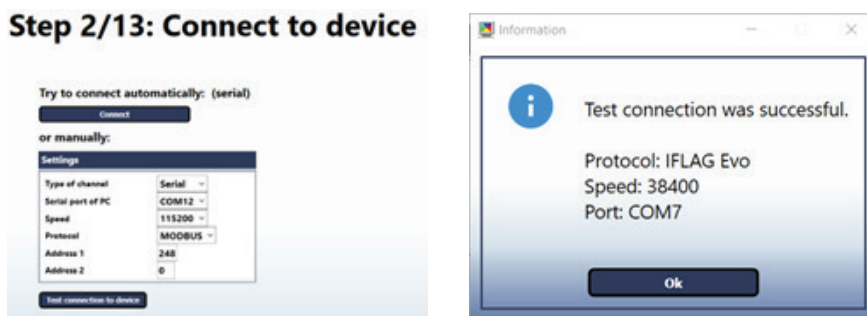 Step 2/13: Connect to device
Try to connect automatically: (serial)
Connect
or manually:
Settings
Type of channel Serial
Serial port of PC COM12
Speed 115200
Protocol MODBUS
Address 1 248
Address 2 0
Test connection to device
Information
Test connection was successful.
Protocol: IFLAG Evo
Speed: 38400
Port: COM7
Ok